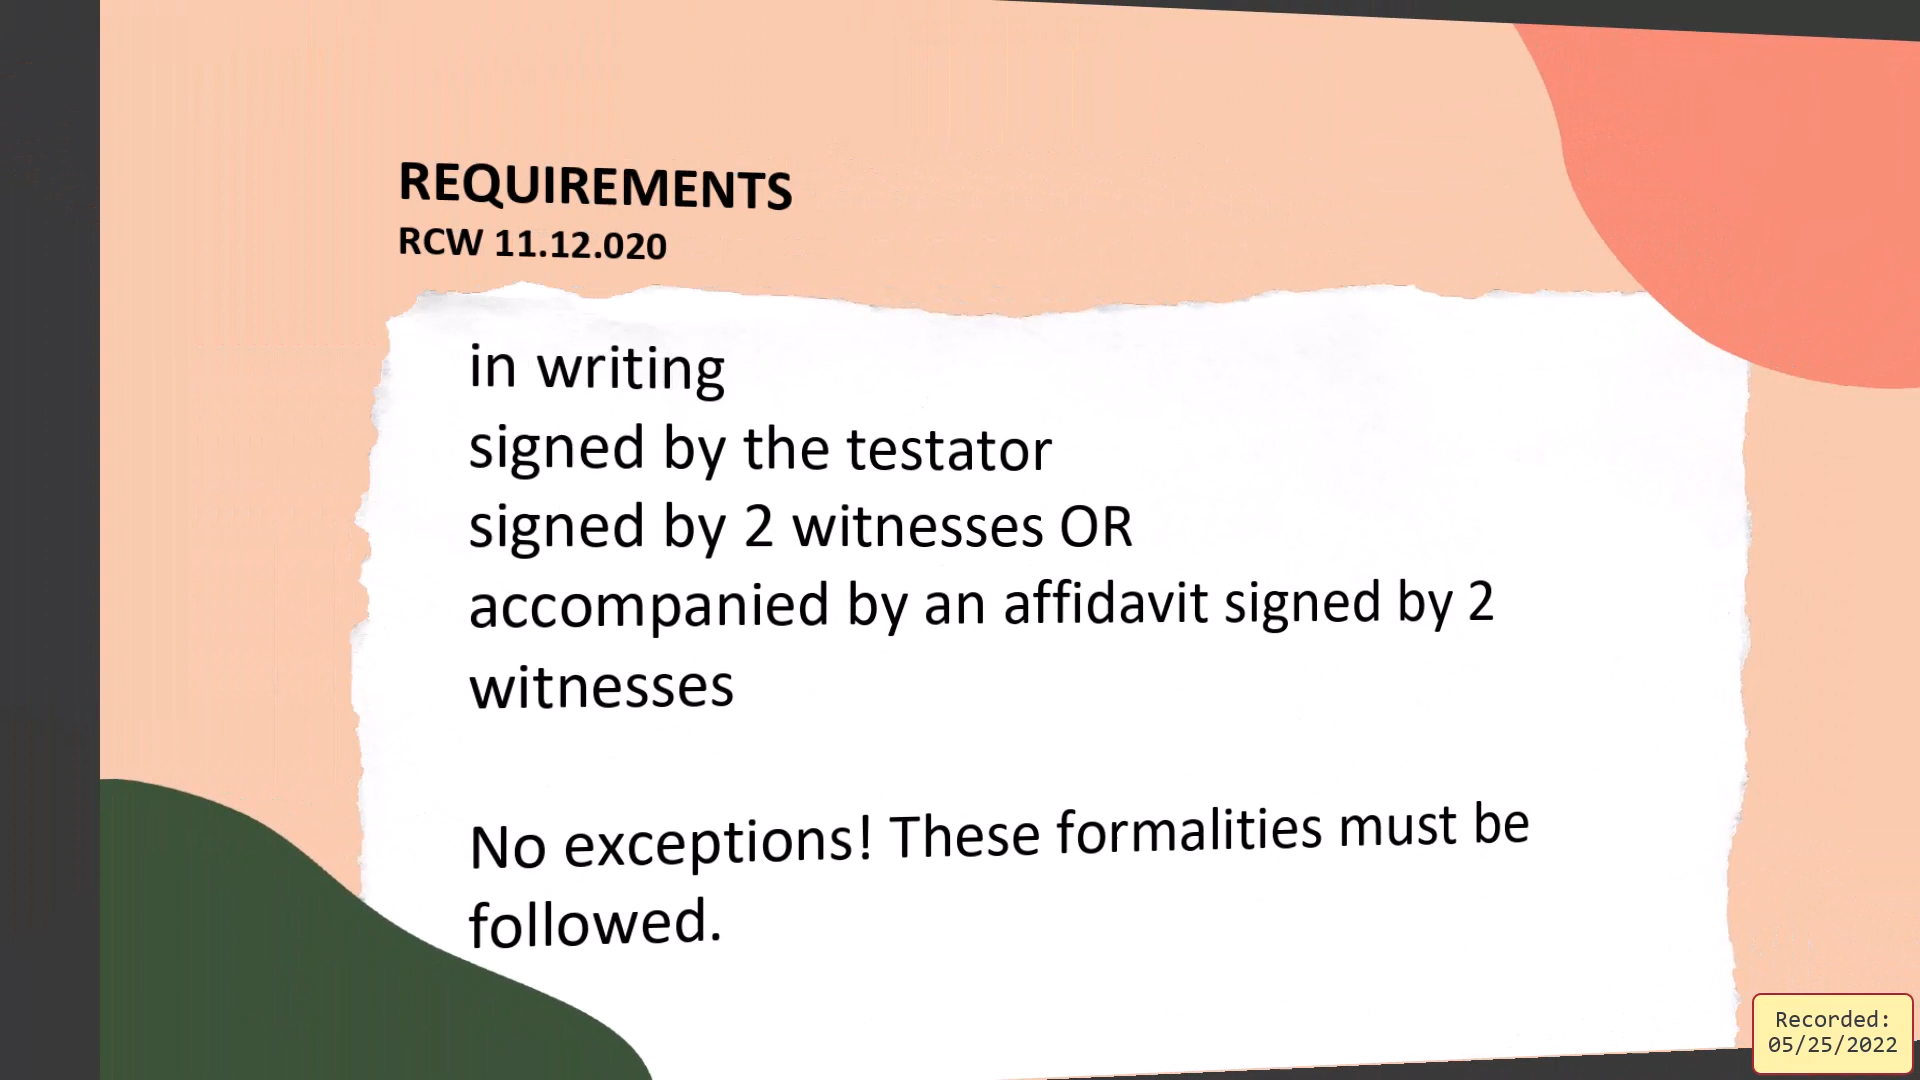 REQUIREMENTS
RCW 11.12.020
in writing
signed by the testator
signed by 2 witnesses OR
accompanied by an affidavit signed by 2
witnesses
No exceptions! These formalities must be
followed.
Recorded:
05/25/2022